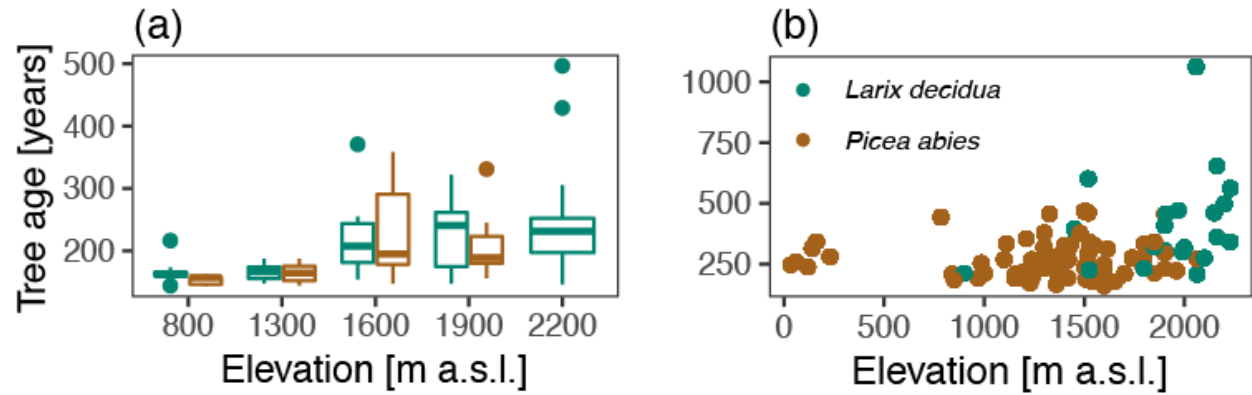 (a)
Tree age [years]
500
400
300
200
800 1300 1600 1900 2200
Elevation [m a.s.l.]
(b)
1000
750
500
250
Larix decidua
Picea abies
0 500 1000 1500 2000
Elevation [m a.s.l.]